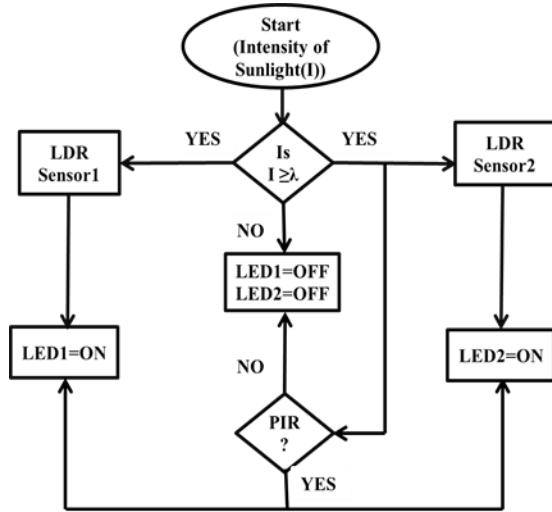 Start
(Intensity of
Sunlight(I))
YES
YES
LDR
Sensor1
Is
I ≥λ
LDR
Sensor2
NO
LED1=OFF
LED2=OFF
LED1=ON
NO
LED2=ON
PIR
?
YES